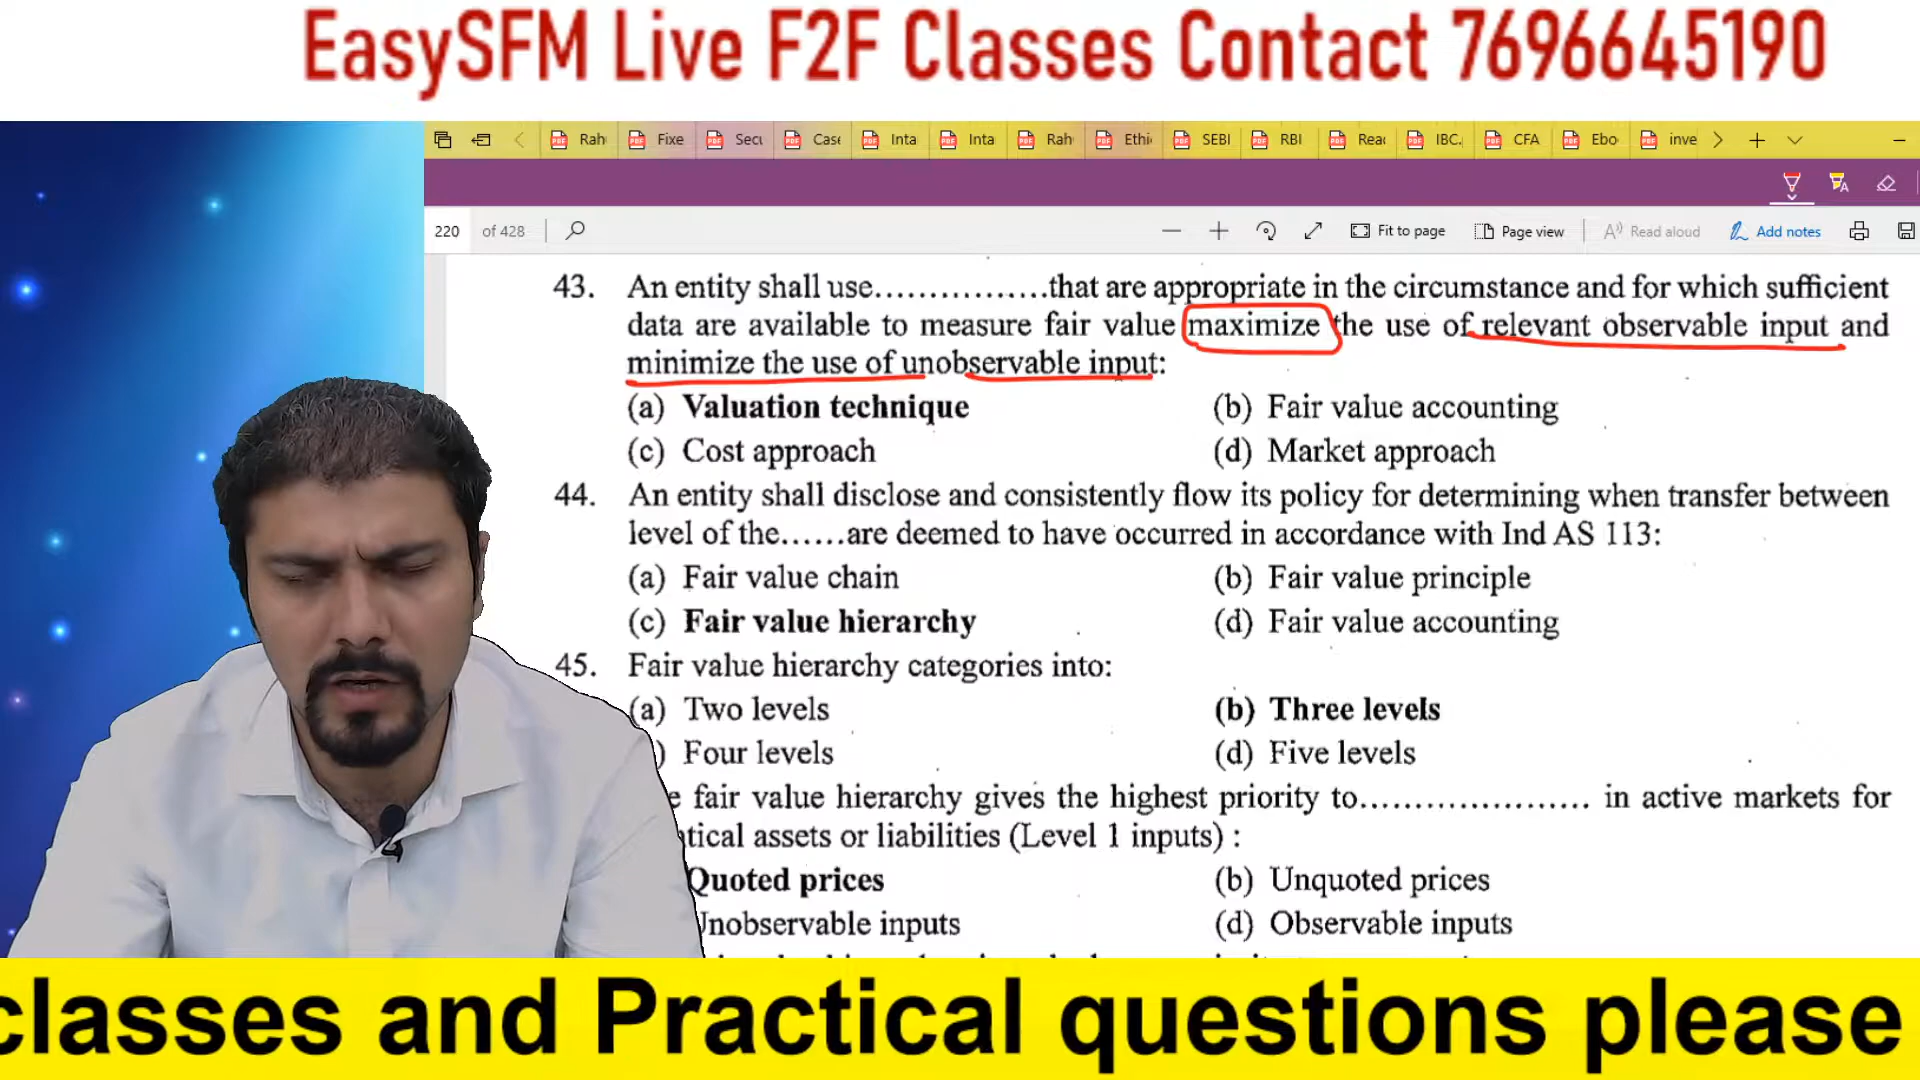 EasySFM Live F2F Classes Contact 7696645190
Rah Fixe Secu Case Inta Inta Rah Ethi SEBI RBI Reac IBC. CFA Ebo inve
220 of 428 Fit to page Page view Read aloud Add notes
43. An entity shall use.................that are appropriate in the circumstance and for which sufficient
data are available to measure fair value maximize the use of relevant observable input and
minimize the use of unobservable input:
(a) Valuation technique (b) Fair value accounting
(c) Cost approach (d) Market approach
44. An entity shall disclose and consistently flow its policy for determining when transfer between
level of the......are deemed to have occurred in accordance with Ind AS 113:
(a) Fair value chain (b) Fair value principle
(c) Fair value hierarchy (d) Fair value accounting
45. Fair value hierarchy categories into:
(a) Two levels (b) Three levels
) Four levels (d) Five levels
e fair value hierarchy gives the highest priority to..................... in active markets for
ntical assets or liabilities (Level 1 inputs) :
Quoted prices (b) Unquoted prices
Unobservable inputs (d) Observable inputs
classes and Practical questions please